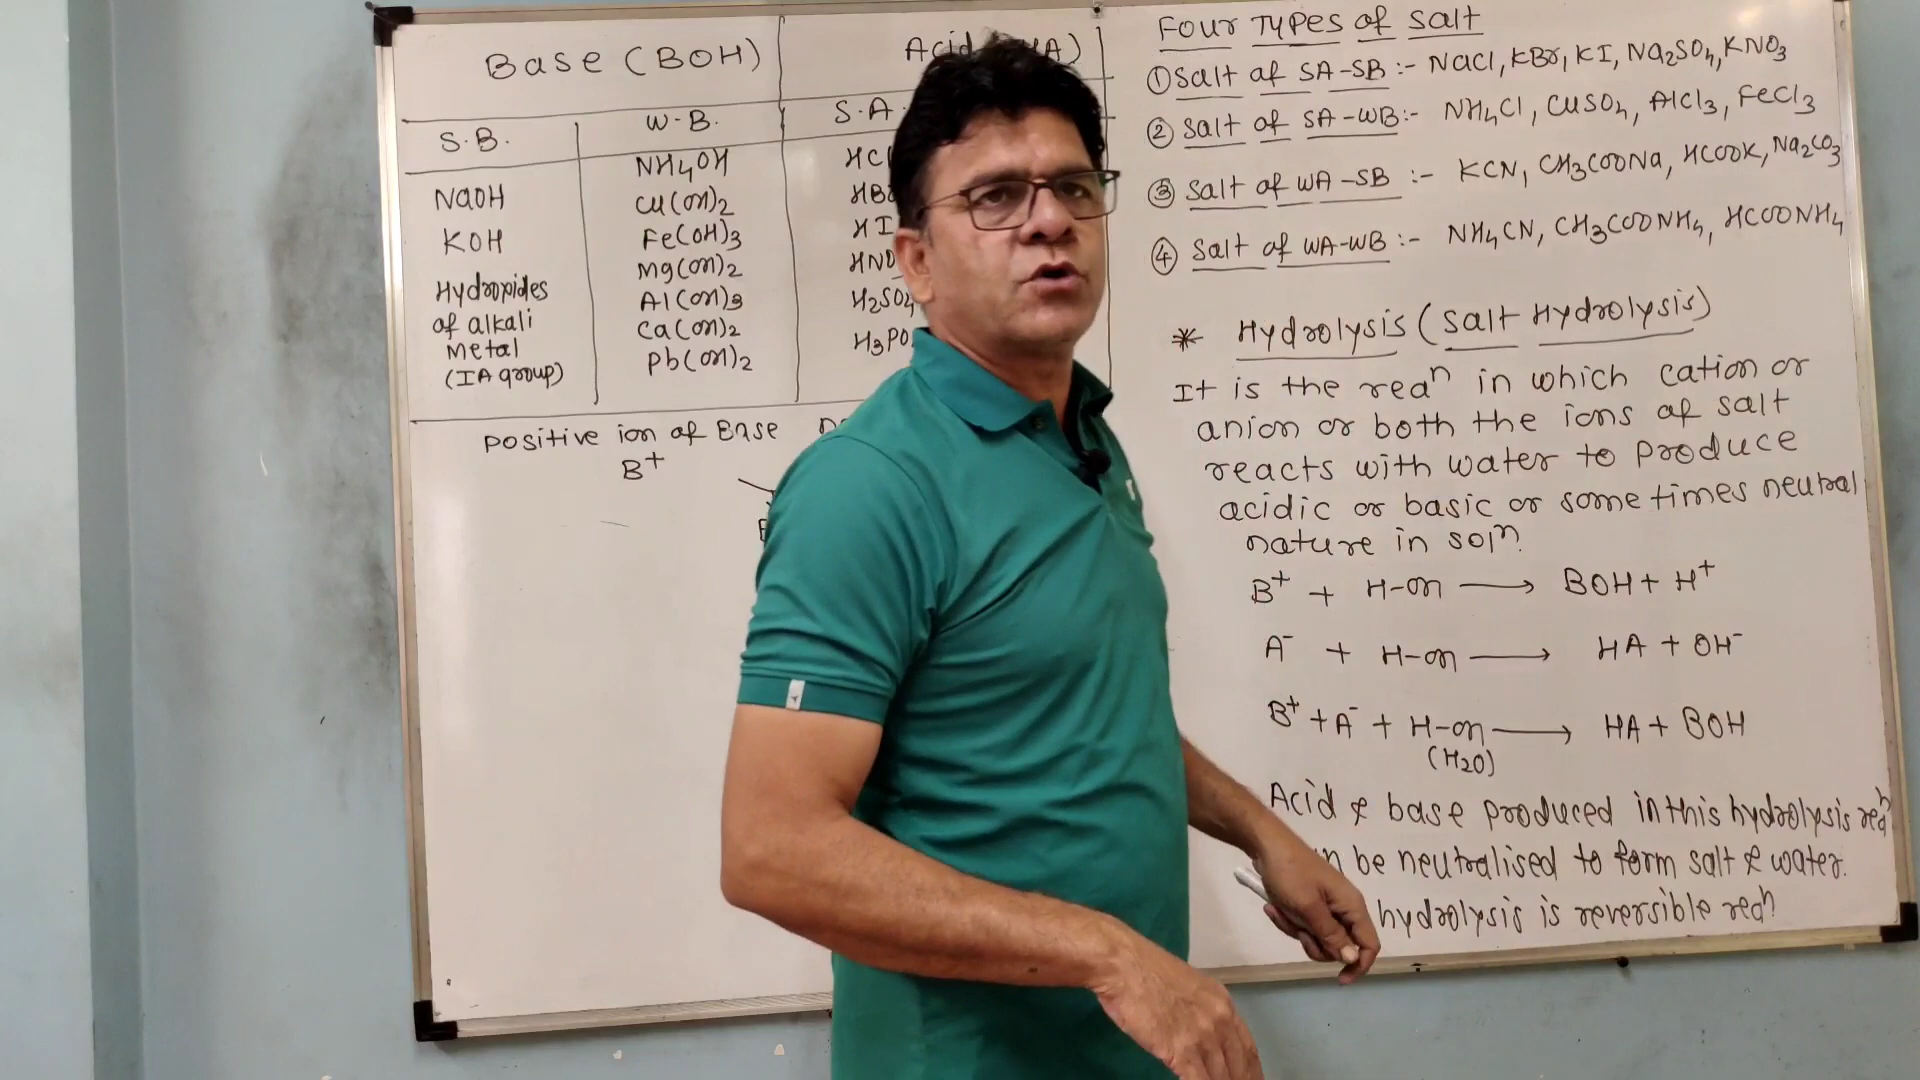 Base (BOH)
Acid
A)
S.B.
W.B.
S.A.
NaOH
KOH
Hydroxides
of alkali
Metal
(IA group)
NH4OH
Cu(OH)2
Fe(OH)3
Mg(OH)2
Al(OH)3
Ca(OH)2
Pb(OH)2
HI
H2SO4
H3PO
positive ion of Base
B+
Four Types of salt
① Salt of SA-SB :- NaCl, KBr, KI, Na2SO4, KNO3
② Salt of SA-WB :- NH4Cl, CuSO4, AlCl3, FeCl3
③ Salt of WA-SB :- KCN, CH3COONa, HCOOK, Na2CO3
④ Salt of WA-WB :- NH4CN, CH3COONH4, HCOONH4
* Hydrolysis (Salt Hydrolysis)
It is the reaⁿ in which cation or
anion or both the ions of salt
reacts with water to produce
acidic or basic or some times neutral
nature in solⁿ.
B+ + H-OH → BOH + H+
A- + H-OH → HA + OH-
B+ + A- + H-OH → HA + BOH
(H2O)
Acid & base produced in this hydrolysis reaⁿ
be neutralised to form salt & water.
hydrolysis is reversible reaⁿ